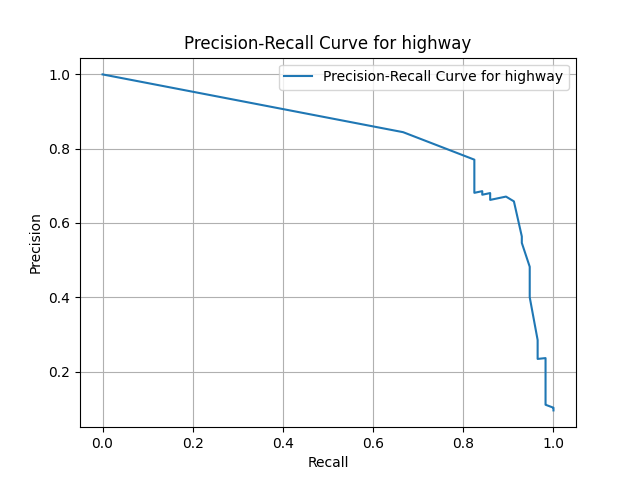 Precision-Recall Curve for highway
Precision-Recall Curve for highway
Precision
1.0
0.8
0.6
0.4
0.2
0.0 0.2 0.4 0.6 0.8 1.0
Recall